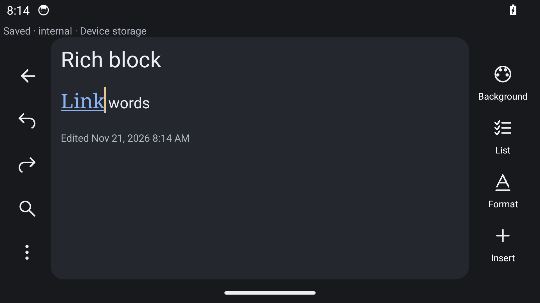 8:14
Saved · internal · Device storage
Rich block
Link words
Edited Nov 21, 2026 8:14 AM
Background
List
Format
Insert